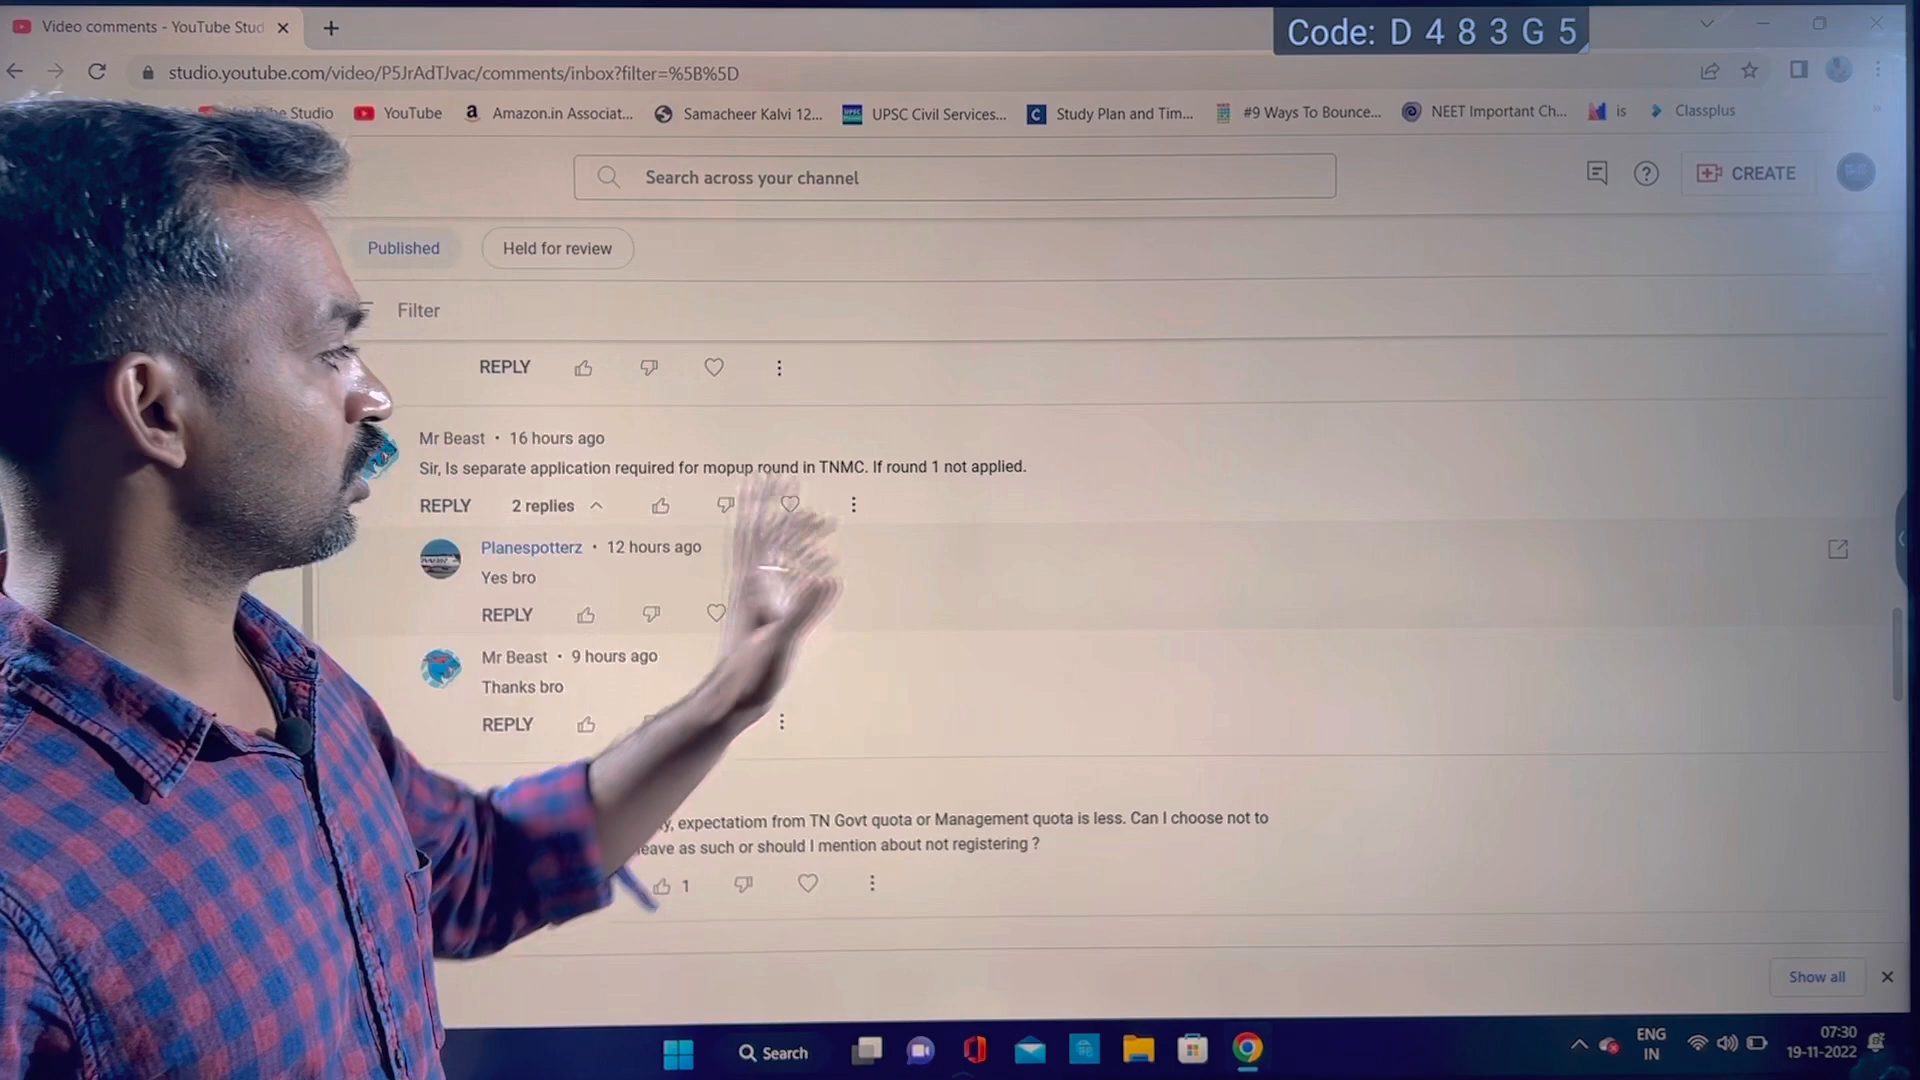 Video comments - YouTube Stud
Code: D 4 8 3 G 5
studio.youtube.com/video/P5JrAdTJvac/comments/inbox?filter=%5B%5D
Studio
YouTube
Amazon.in Associat...
Samacheer Kalvi 12...
UPSC Civil Services...
Study Plan and Tim...
#9 Ways To Bounce...
NEET Important Ch...
is
Classplus
Search across your channel
CREATE
Published
Held for review
Filter
REPLY
Mr Beast • 16 hours ago
Sir, Is separate application required for mopup round in TNMC. If round 1 not applied.
REPLY 2 replies
Planespotterz • 12 hours ago
Yes bro
REPLY
Mr Beast • 9 hours ago
Thanks bro
REPLY
expectatiom from TN Govt quota or Management quota is less. Can I choose not to
as such or should I mention about not registering ?
1
Show all
Search
ENG
IN
07:30
19-11-2022